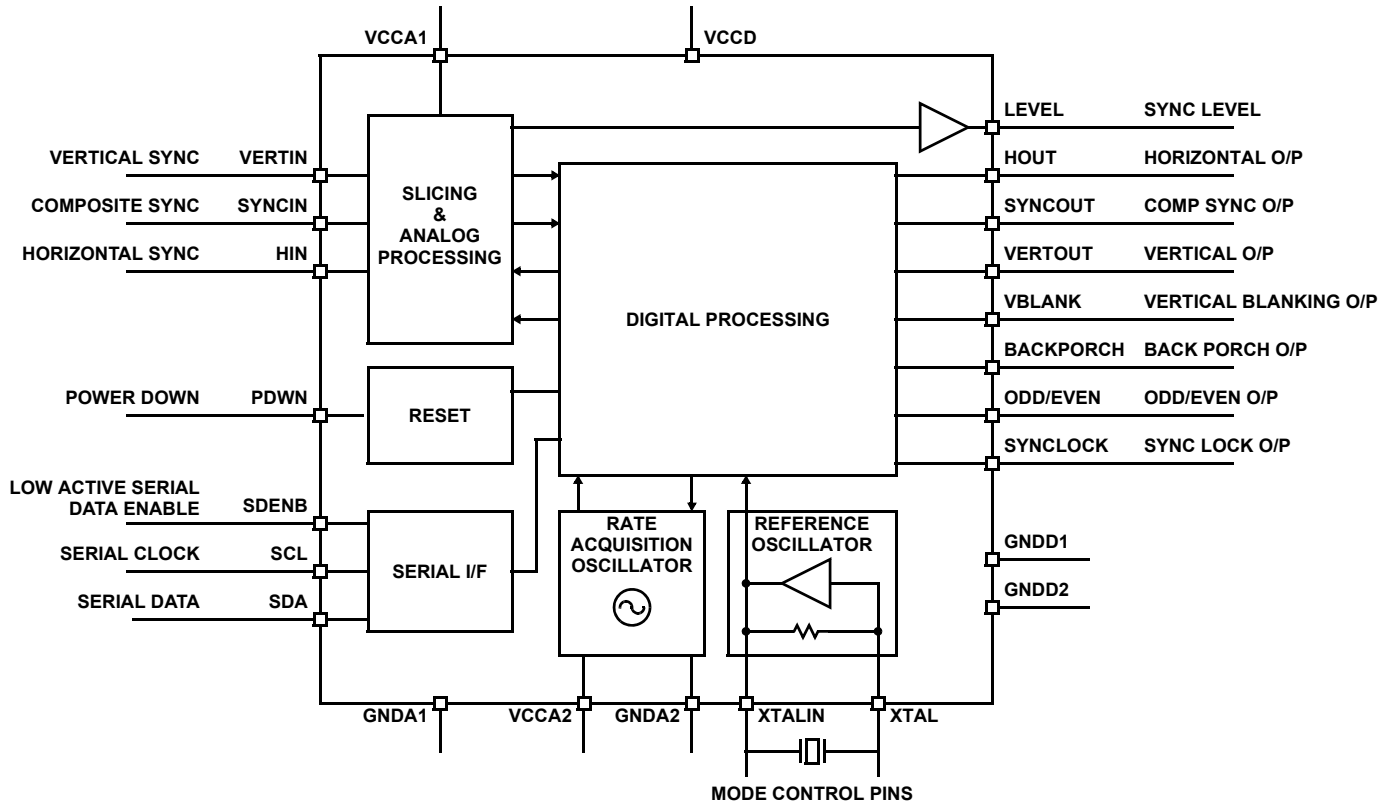 VCCA1
VCCD
LEVEL SYNC LEVEL
VERTICAL SYNC VERTIN
HOUT HORIZONTAL O/P
COMPOSITE SYNC SYNCIN
SYNCOUT COMP SYNC O/P
HORIZONTAL SYNC HIN
VERTOUT VERTICAL O/P
SLICING
&
ANALOG
PROCESSING
DIGITAL PROCESSING
VBLANK VERTICAL BLANKING O/P
BACKPORCH BACK PORCH O/P
POWER DOWN PDWN
RESET
ODD/EVEN ODD/EVEN O/P
SYNCLOCK SYNC LOCK O/P
LOW ACTIVE SERIAL
DATA ENABLE SDENB
SERIAL CLOCK SCL
SERIAL DATA SDA
SERIAL I/F
RATE
ACQUISITION
OSCILLATOR
REFERENCE
OSCILLATOR
GNDD1
GNDD2
GNDA1
VCCA2
GNDA2
XTALIN
XTAL
MODE CONTROL PINS